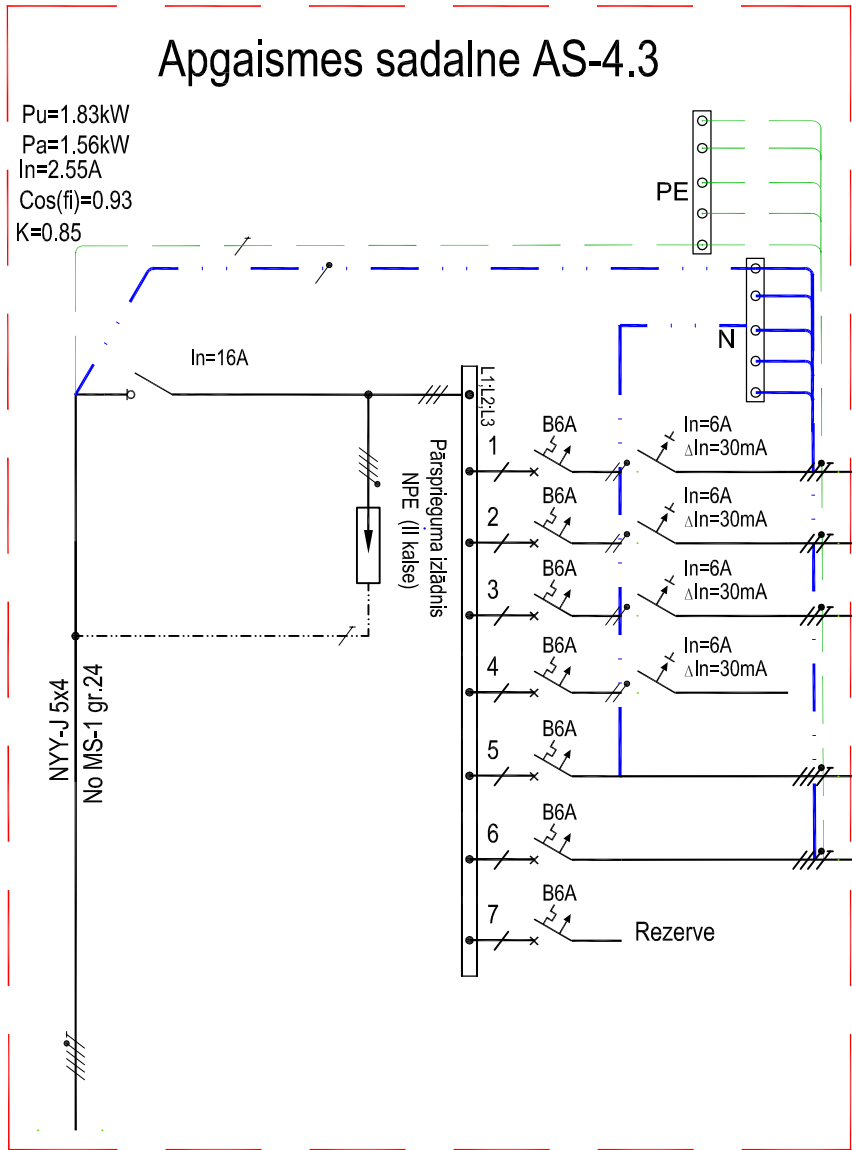 Apgaismes sadalne AS-4.3
Pu=1.83kW
Pa=1.56kW
In=2.55A
Cos(fi)=0.93
K=0.85
PE
N
In=16A
L1;L2;L3
Pārsprieguma izlādnis
NPE (II kalse)
NYY-J 5x4
No MS-1 gr.24
1
B6A
In=6A
ΔIn=30mA
2
B6A
In=6A
ΔIn=30mA
3
B6A
In=6A
ΔIn=30mA
4
B6A
In=6A
ΔIn=30mA
5
B6A
6
B6A
7
B6A
Rezerve